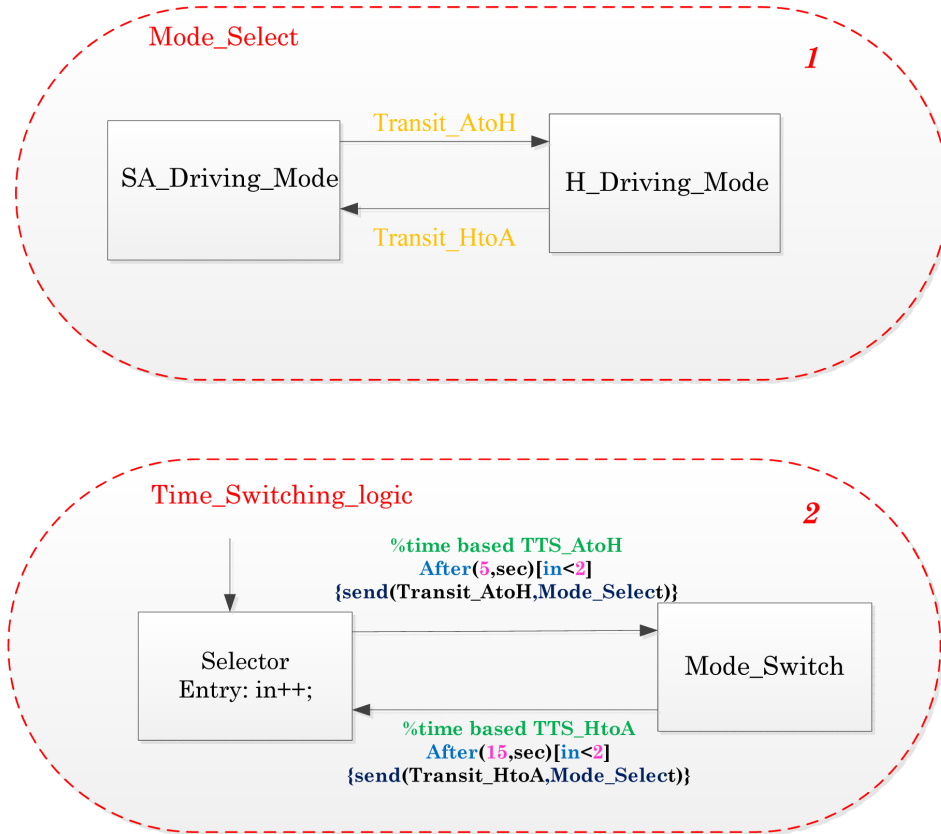 Mode_Select
1
Transit_AtoH
SA_Driving_Mode
H_Driving_Mode
Transit_HtoA
Time_Switching_logic
2
%time based TTS_AtoH
After(5,sec)[in<2]
{send(Transit_AtoH,Mode_Select)}
Selector
Entry: in++;
Mode_Switch
%time based TTS_HtoA
After(15,sec)[in<2]
{send(Transit_HtoA,Mode_Select)}